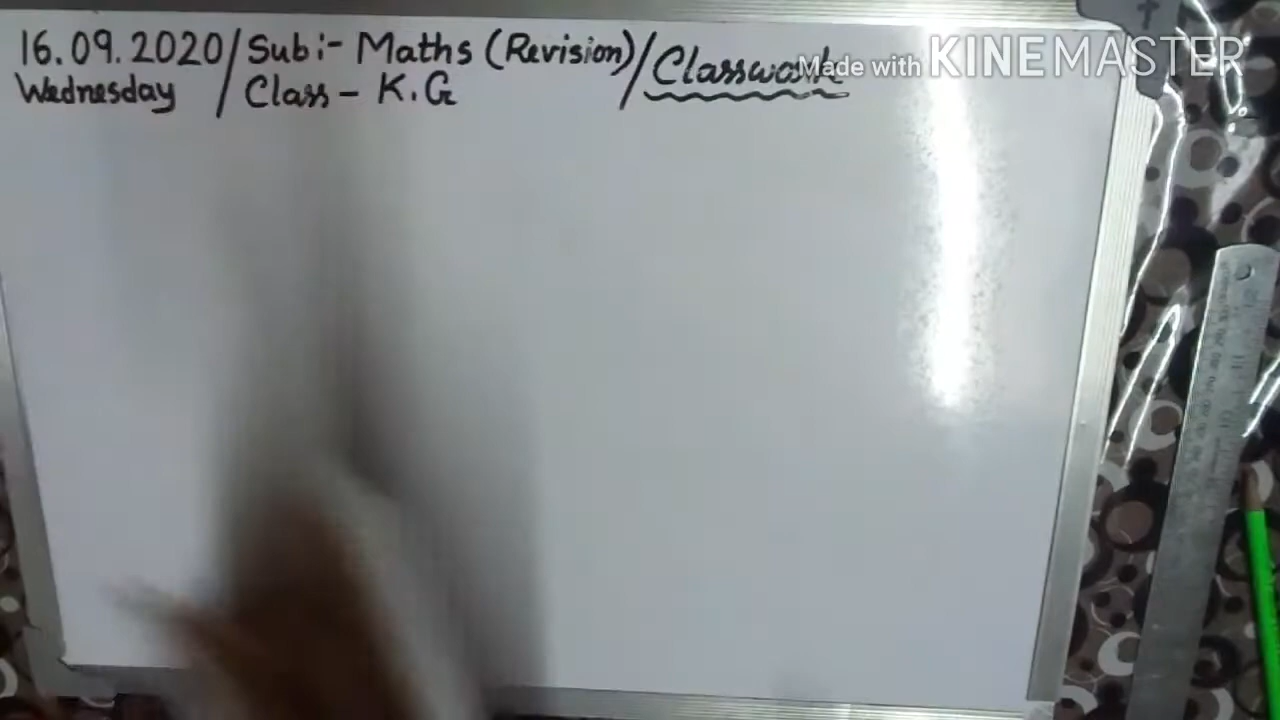 16.09.2020/Sub:- Maths (Revision)/Classwork
Wednesday / Class - K.G
Made with KINEMASTER